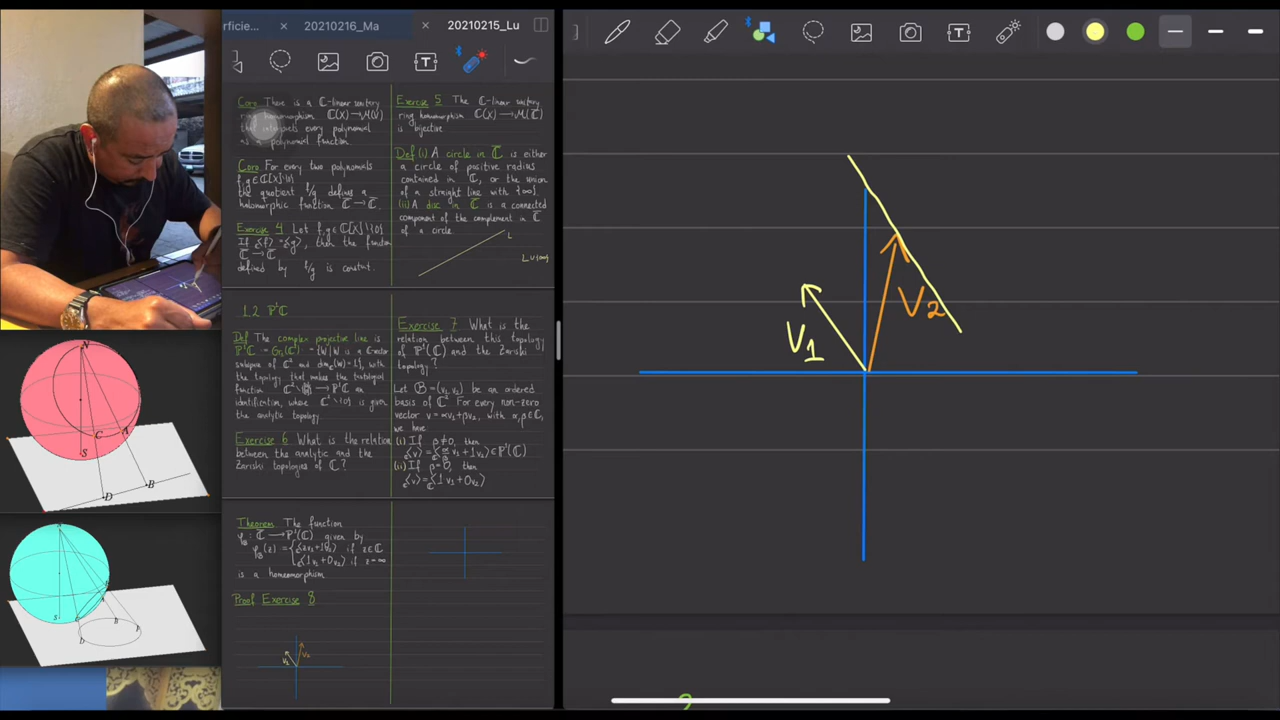 rficie...
20210216_Ma
20210215_Lu
Coro There is a ℂ-linear unitary
ring homomorphism ℂ(X)→M(ℂ̄)
that interprets every polynomial
as a polynomial function.
Coro For every two polynomials
f,g∈ℂ[X]\{0}
the quotient f/g defines a
holomorphic function ℂ̄→ℂ̄.
Exercise 4 Let f,g∈ℂ[X]\{0}
If <f>=<g>, then the function
ℂ̄→ℂ̄
defined by f/g is constant.
Exercise 5 The ℂ-linear unitary
ring homomorphism ℂ(X)→M(ℂ̄)
is bijective
Def (i) A circle in ℂ̄ is either
a circle of positive radius
contained in ℂ, or the union
of a straight line with {∞}
(ii) A disc in ℂ̄ is a connected
component of the complement in ℂ̄
of a circle
L
L∪{∞}
1.2 ℙ¹ℂ
Def The complex projective line is
ℙ¹ℂ = G₁(ℂ²) = {W|W is a ℂ-vector
subspace of ℂ² and dim_ℂ(W)=1}, with
the topology that makes the tautological
function ℂ²\{0}→ℙ¹ℂ an
identification, where ℂ²\{0} is given
the analytic topology.
Exercise 6 What is the relation
between the analytic and the
Zariski topologies of ℂ?
Exercise 7 What is the
relation between this topology
of ℙ¹(ℂ) and the Zariski
topology?
Let B=(v₁,v₂) be an ordered
basis of ℂ². For every non-zero
vector v=αv₁+βv₂, with α,β∈ℂ,
we have:
(i) If β≠0, then
ℂ<v>=ℂ<α/β v₁+1v₂>∈ℙ¹(ℂ)
(ii) If β=0, then
ℂ<v>=ℂ<1v₁+0v₂>
Theorem The function
φ_B: ℂ̄→ℙ¹(ℂ) given by
φ_B(z)={ℂ<zv₁+1v₂> if z∈ℂ
ℂ<1v₁+0v₂> if z=∞
is a homeomorphism
Proof Exercise 8
V₁
V₂
V1
V2
N
C
A
S
D
B
N
S
D